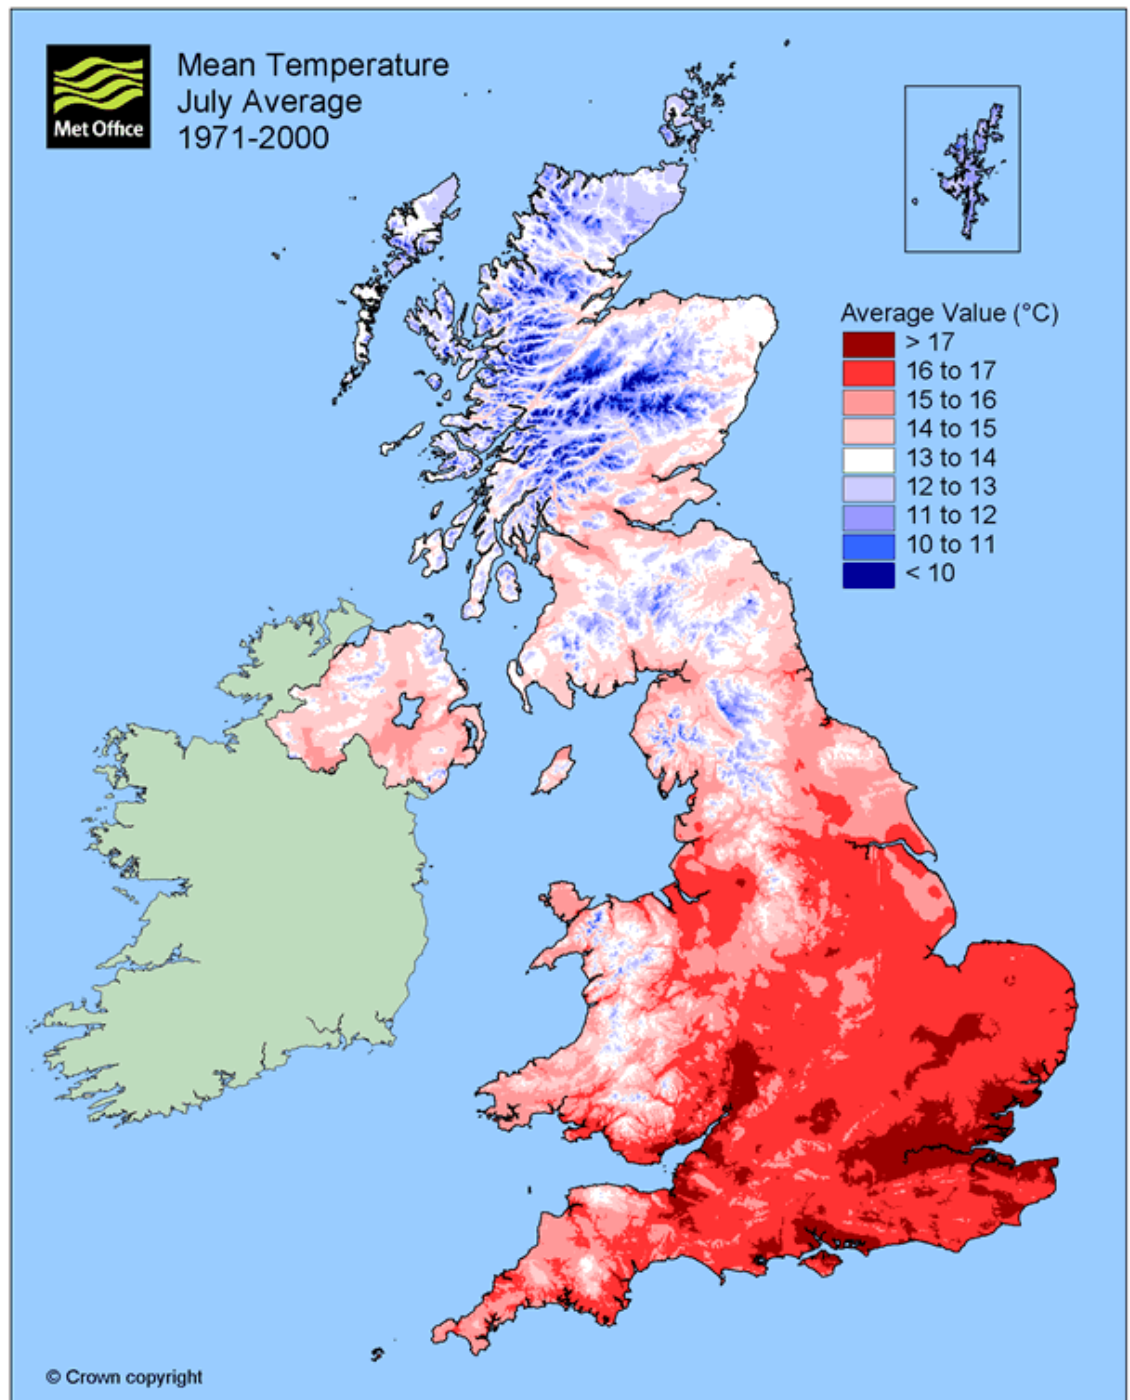 Mean Temperature
July Average
1971-2000
Met Office
Average Value (°C)
> 17
16 to 17
15 to 16
14 to 15
13 to 14
12 to 13
11 to 12
10 to 11
< 10
© Crown copyright